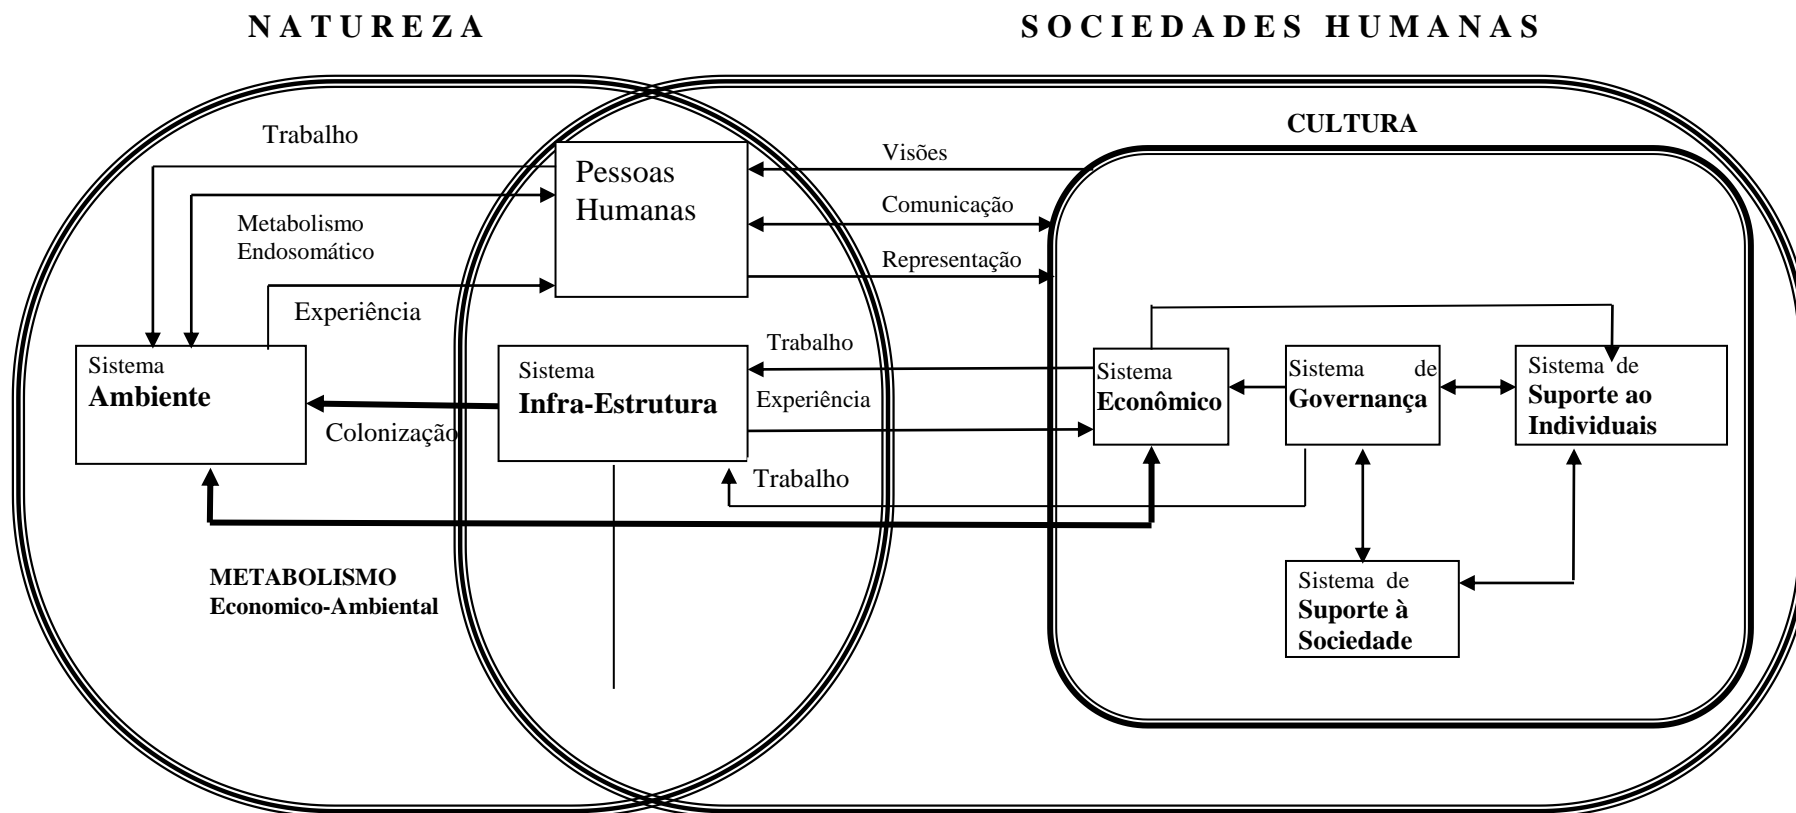 NATUREZA
SOCIEDADES HUMANAS
CULTURA
Trabalho
Pessoas
Humanas
Visões
Comunicação
Representação
Metabolismo
Endosomático
Experiência
Sistema
Ambiente
Colonização
Sistema
Infra-Estrutura
Trabalho
Experiência
Trabalho
Sistema
Econômico
Sistema de
Governança
Sistema de
Suporte ao
Individuais
Sistema de
Suporte à
Sociedade
METABOLISMO
Economico-Ambiental